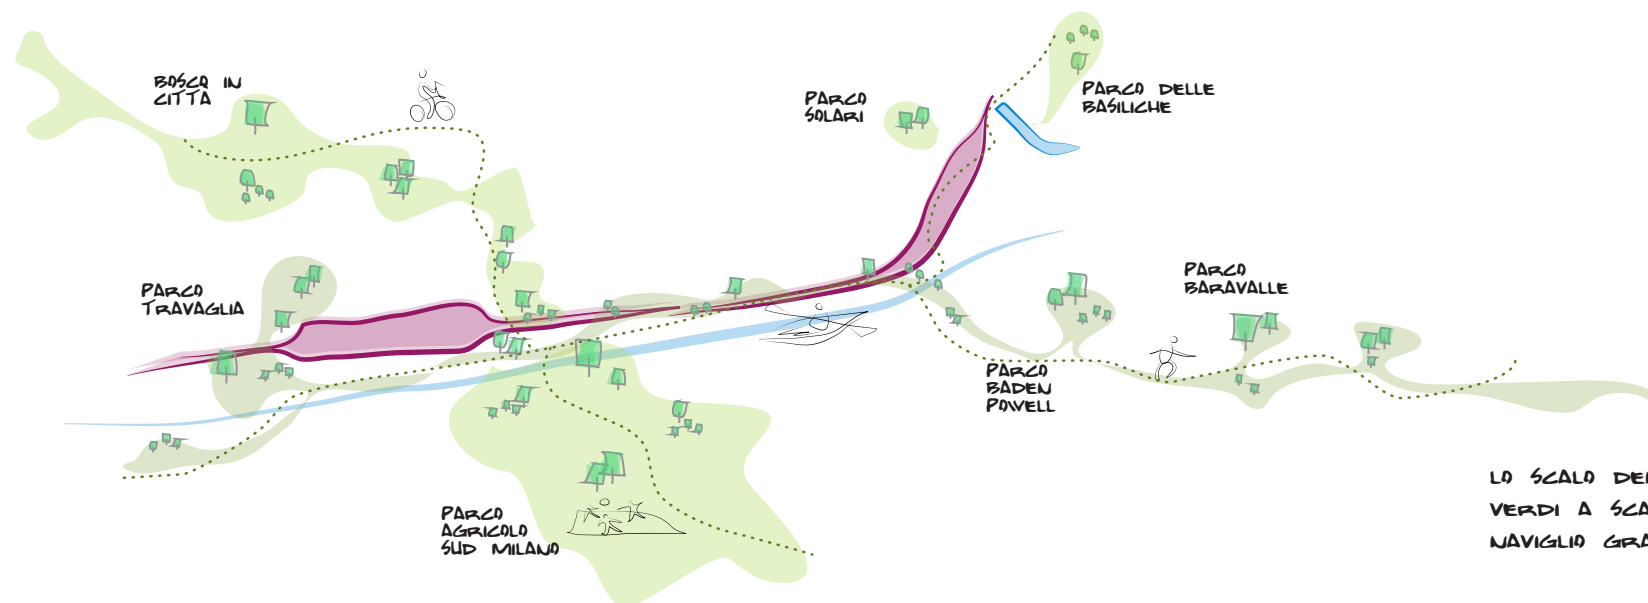 BOSCO IN
CITTA
PARCO
SOLARI
PARCO DELLE
BASILICHE
PARCO
TRAVAGLIA
PARCO
BARAVALLE
PARCO
BADEN
POWELL
PARCO
AGRICOLO
SUD MILANO
LO SCALO
VERDI A
NAVIGLIO